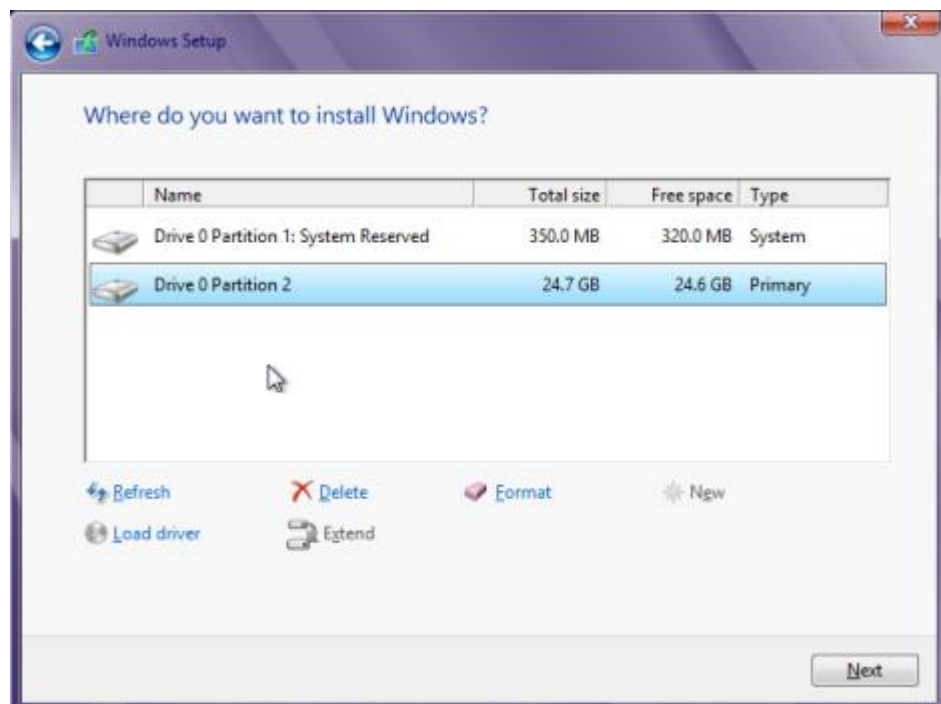 Windows Setup
Where do you want to install Windows?
Name Total size Free space Type
Drive 0 Partition 1: System Reserved 350.0 MB 320.0 MB System
Drive 0 Partition 2 24.7 GB 24.6 GB Primary
Refresh Delete Format New
Load driver Extend
Next